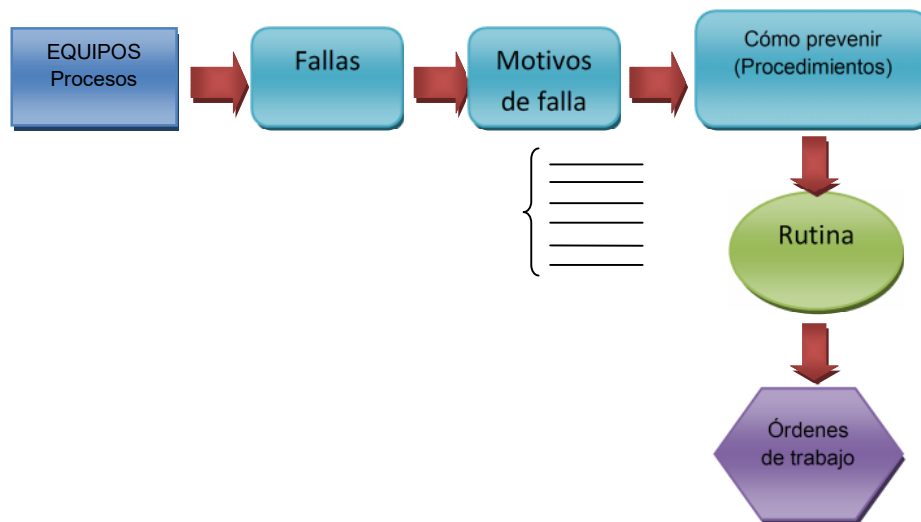 EQUIPOS
Procesos
Fallas
Motivos
de falla
Cómo prevenir
(Procedimientos)
Rutina
Órdenes
de trabajo